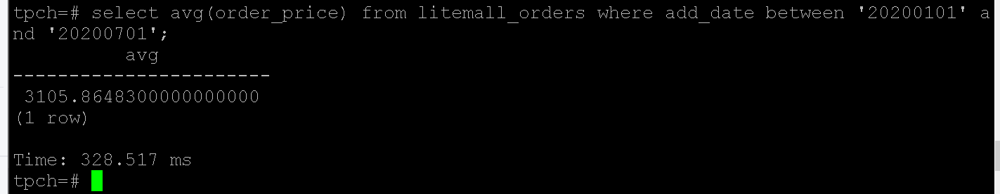 tpch=# select avg(order_price) from litemall_orders where add_date between '20200101' a
nd '20200701';
avg
-----------------------
3105.8648300000000000
(1 row)
Time: 328.517 ms
tpch=#